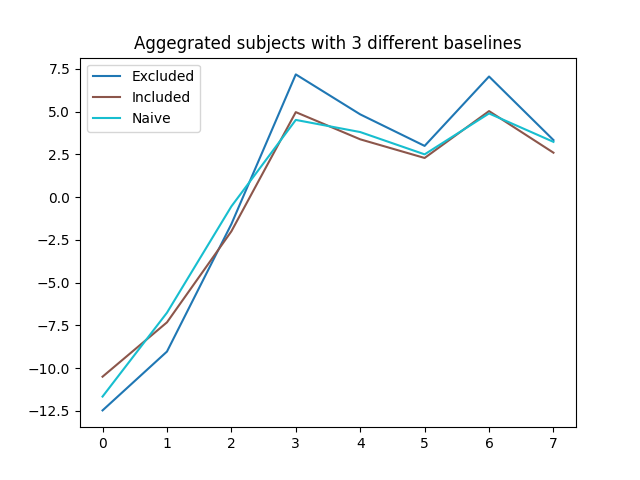 Aggegrated subjects with 3 different baselines
7.5
5.0
2.5
0.0
−2.5
−5.0
−7.5
−10.0
−12.5
Excluded
Included
Naive
0 1 2 3 4 5 6 7